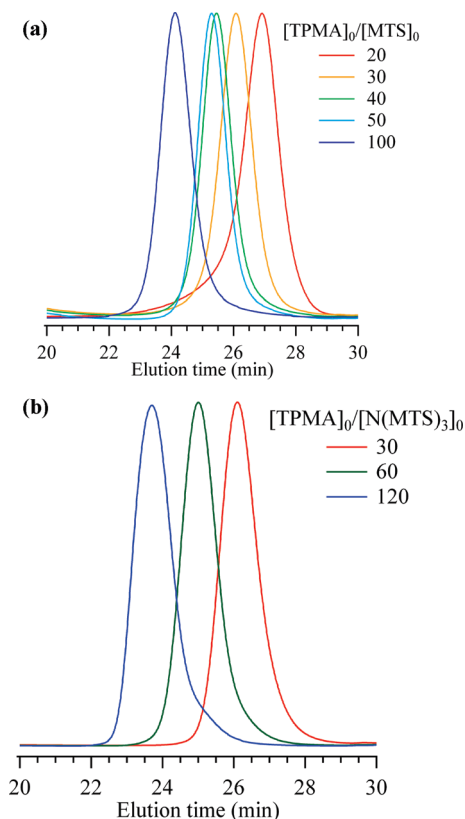 (a)
[TPMA]₀/[MTS]₀
20
30
40
50
100
20 22 24 26 28 30
Elution time (min)
(b)
[TPMA]₀/[N(MTS)₃]₀
30
60
120
20 22 24 26 28 30
Elution time (min)